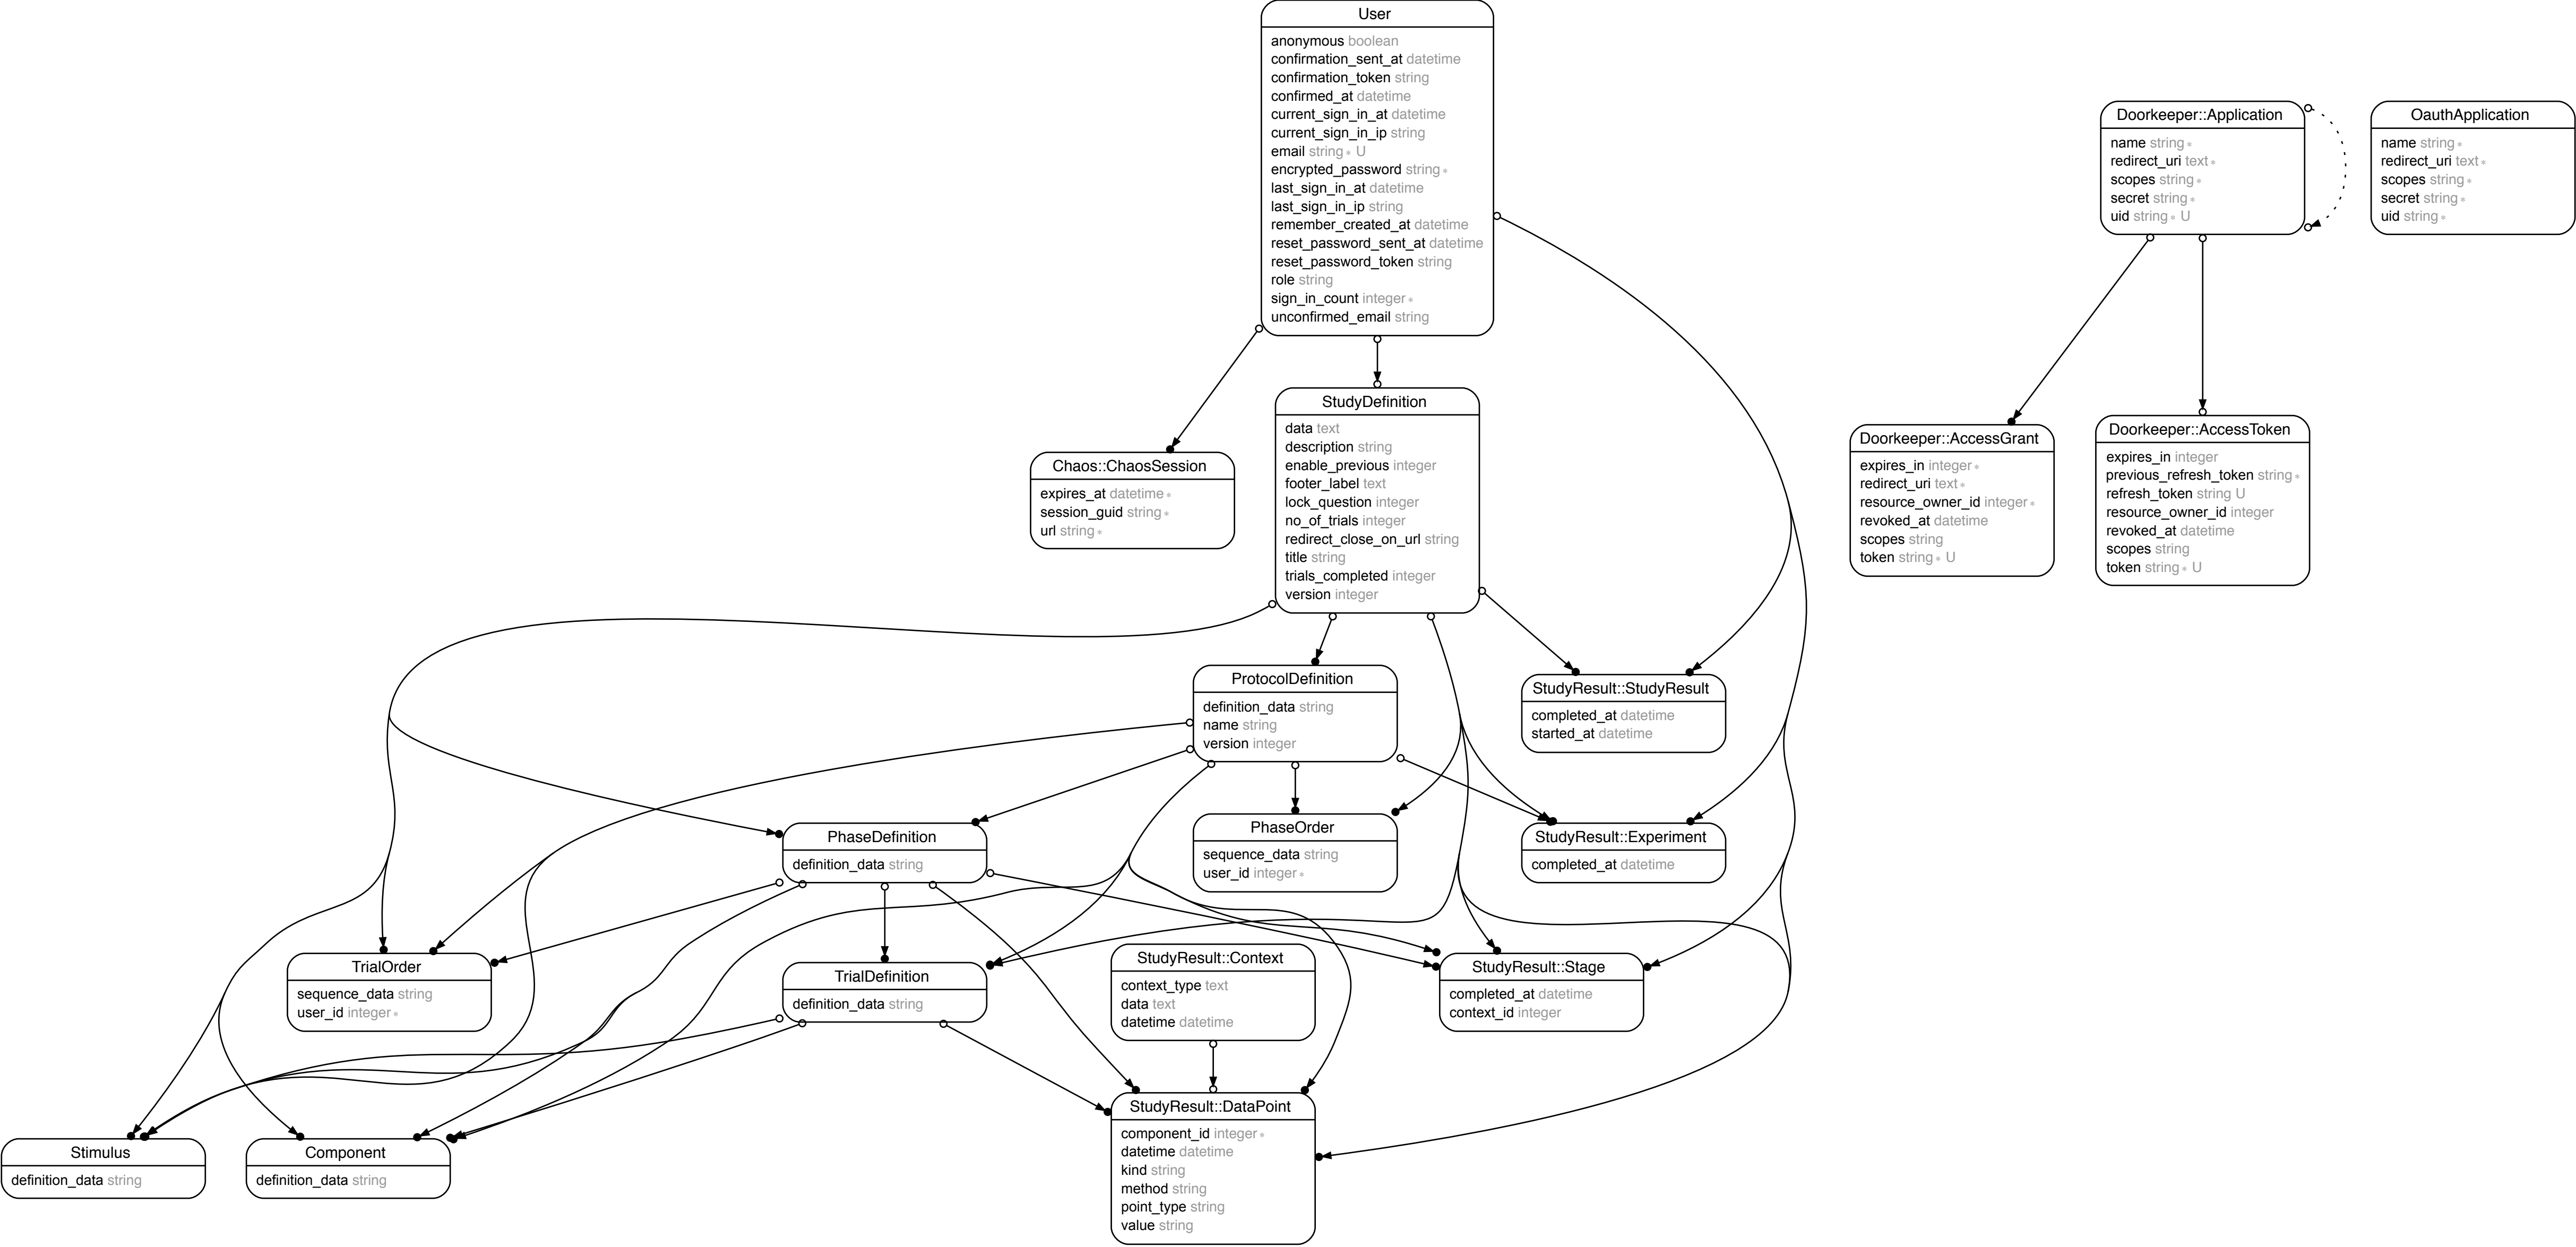 User
anonymous boolean
confirmation_sent_at datetime
confirmation_token string
confirmed_at datetime
current_sign_in_at datetime
current_sign_in_ip string
email string * U
encrypted_password string *
last_sign_in_at datetime
last_sign_in_ip string
remember_created_at datetime
reset_password_sent_at datetime
reset_password_token string
role string
sign_in_count integer *
unconfirmed_email string
Doorkeeper::Application
name string *
redirect_uri text *
scopes string *
secret string *
uid string * U
OauthApplication
name string *
redirect_uri text *
scopes string *
secret string *
uid string *
StudyDefinition
data text
description string
enable_previous integer
footer_label text
lock_question integer
no_of_trials integer
redirect_close_on_url string
title string
trials_completed integer
version integer
Chaos::ChaosSession
expires_at datetime *
session_guid string *
url string *
Doorkeeper::AccessGrant
expires_in integer *
redirect_uri text *
resource_owner_id integer *
revoked_at datetime
scopes string
token string * U
Doorkeeper::AccessToken
expires_in integer
previous_refresh_token string *
refresh_token string U
resource_owner_id integer
revoked_at datetime
scopes string
token string * U
ProtocolDefinition
definition_data string
name string
version integer
StudyResult::StudyResult
completed_at datetime
started_at datetime
PhaseDefinition
definition_data string
PhaseOrder
sequence_data string
user_id integer *
StudyResult::Experiment
completed_at datetime
TrialOrder
sequence_data string
user_id integer *
TrialDefinition
definition_data string
StudyResult::Context
context_type text
data text
datetime datetime
StudyResult::Stage
completed_at datetime
context_id integer
Stimulus
definition_data string
Component
definition_data string
StudyResult::DataPoint
component_id integer *
datetime datetime
kind string
method string
point_type string
value string